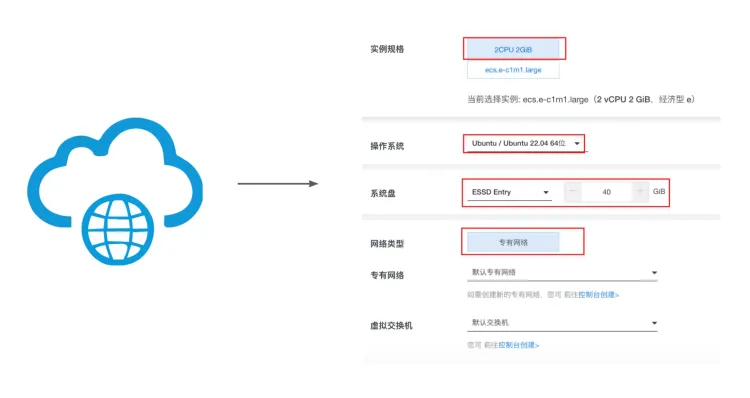 实例规格
2CPU 2GiB
ecs.e-c1m1.large
当前选择实例: ecs.e-c1m1.large（2 vCPU 2 GiB、经济型 e）
操作系统
Ubuntu / Ubuntu 22.04 64位
系统盘
ESSD Entry
40
GiB
网络类型
专有网络
专有网络
默认专有网络
如需创建新的专有网络，您可 前往控制台创建>
虚拟交换机
默认交换机
您可 前往控制台创建>